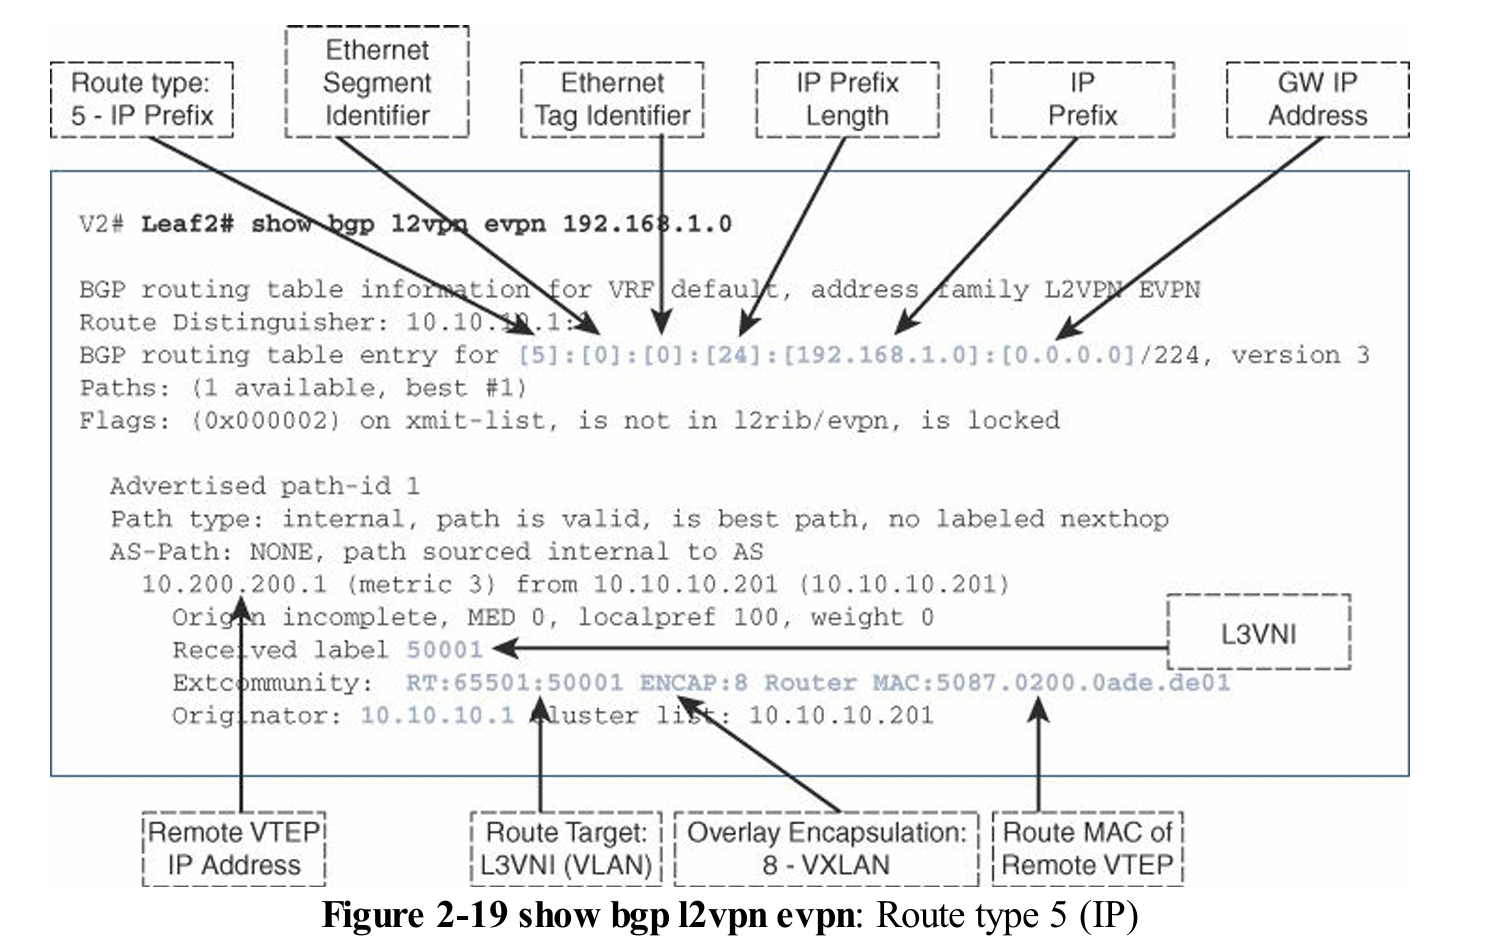 Route type:
5 - IP Prefix
Ethernet
Segment
Identifier
Ethernet
Tag Identifier
IP Prefix
Length
IP
Prefix
GW IP
Address
V2# Leaf2# show bgp l2vpn evpn 192.168.1.0
BGP routing table information for VRF default, address family L2VPN EVPN
Route Distinguisher: 10.10.10.1:3
BGP routing table entry for [5]:[0]:[0]:[24]:[192.168.1.0]:[0.0.0.0]/224, version 3
Paths: (1 available, best #1)
Flags: (0x000002) on xmit-list, is not in l2rib/evpn, is locked
Advertised path-id 1
Path type: internal, path is valid, is best path, no labeled nexthop
AS-Path: NONE, path sourced internal to AS
10.200.200.1 (metric 3) from 10.10.10.201 (10.10.10.201)
Origin incomplete, MED 0, localpref 100, weight 0
Received label 50001
L3VNI
Extcommunity: RT:65501:50001 ENCAP:8 Router MAC:5087.0200.0ade.de01
Originator: 10.10.10.1 Cluster list: 10.10.10.201
Remote VTEP
IP Address
Route Target:
L3VNI (VLAN)
Overlay Encapsulation:
8 - VXLAN
Route MAC of
Remote VTEP
Figure 2-19 show bgp l2vpn evpn: Route type 5 (IP)